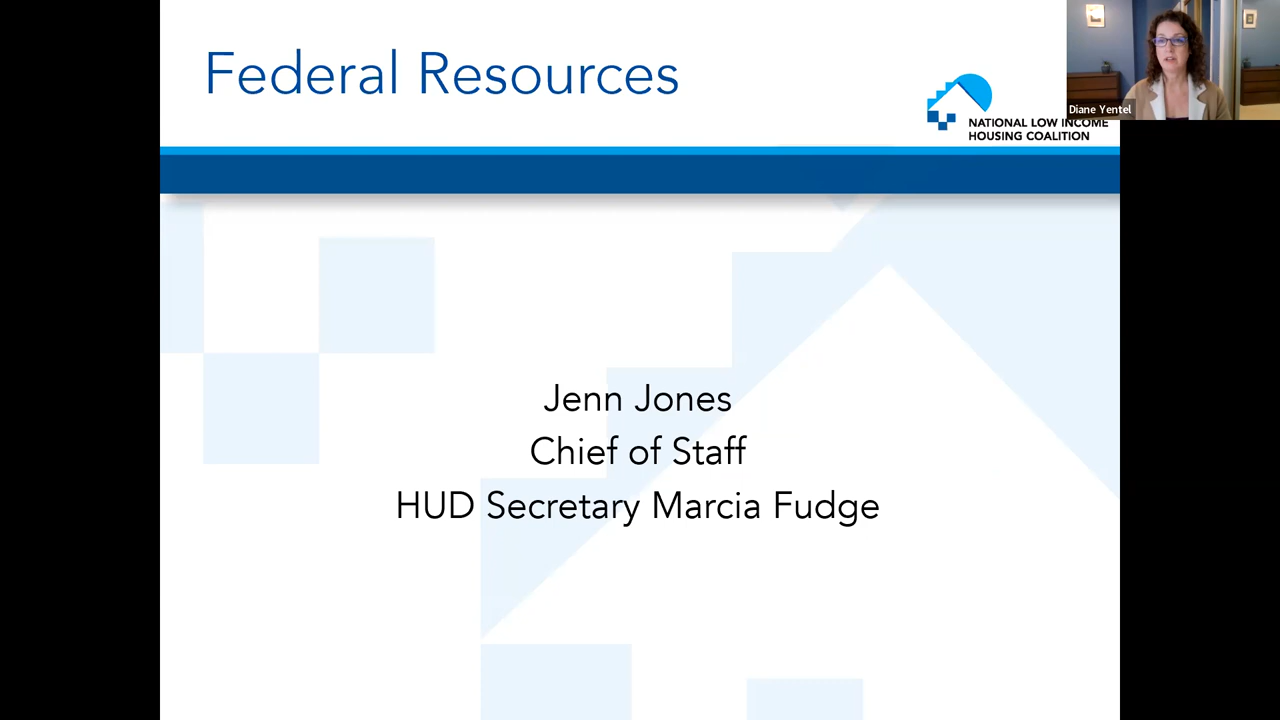 Federal Resources
Diane Yentel
NATIONAL LOW INCOME
HOUSING COALITION
Jenn Jones
Chief of Staff
HUD Secretary Marcia Fudge